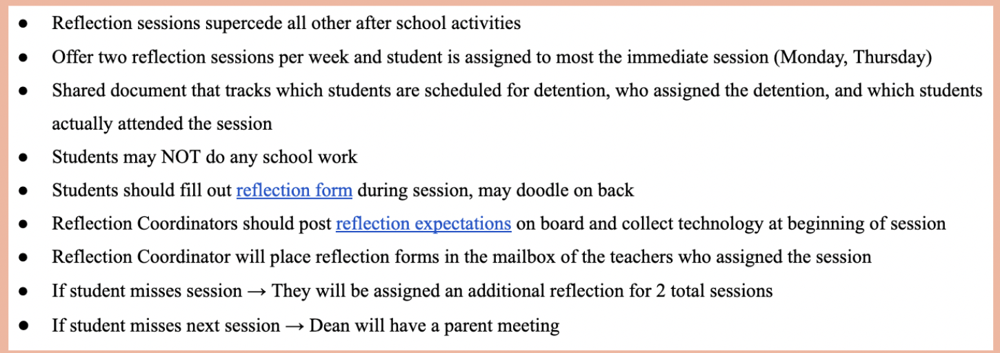 ● Reflection sessions supercede all other after school activities
● Offer two reflection sessions per week and student is assigned to most the immediate session (Monday, Thursday)
● Shared document that tracks which students are scheduled for detention, who assigned the detention, and which students
actually attended the session
● Students may NOT do any school work
● Students should fill out reflection form during session, may doodle on back
● Reflection Coordinators should post reflection expectations on board and collect technology at beginning of session
● Reflection Coordinator will place reflection forms in the mailbox of the teachers who assigned the session
● If student misses session → They will be assigned an additional reflection for 2 total sessions
● If student misses next session → Dean will have a parent meeting